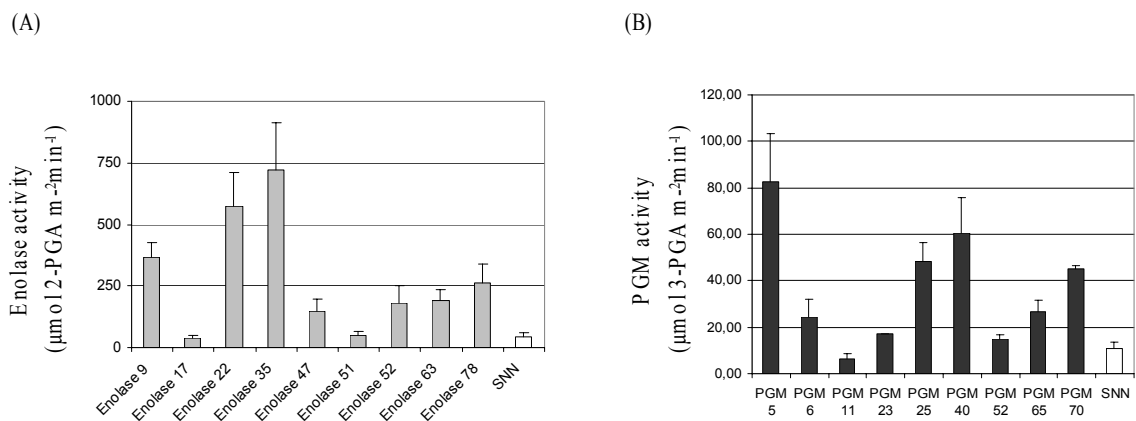 (A)
(B)
Enolase activity
(µmol 2-PGA m-²min-¹)
1000
750
500
250
0
Enolase 9
Enolase 17
Enolase 22
Enolase 35
Enolase 47
Enolase 51
Enolase 52
Enolase 63
Enolase 78
SNN
PGM activity
(µmol 3-PGA m-²min-¹)
120,00
100,00
80,00
60,00
40,00
20,00
0,00
PGM PGM PGM PGM PGM PGM PGM PGM PGM SNN
5 6 11 23 25 40 52 65 70